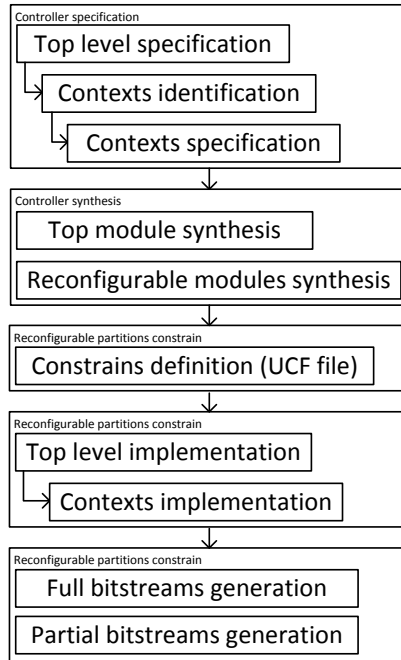 Controller specification
Top level specification
Contexts identification
Contexts specification
Controller synthesis
Top module synthesis
Reconfigurable modules synthesis
Reconfigurable partitions constrain
Constrains definition (UCF file)
Reconfigurable partitions constrain
Top level implementation
Contexts implementation
Reconfigurable partitions constrain
Full bitstreams generation
Partial bitstreams generation